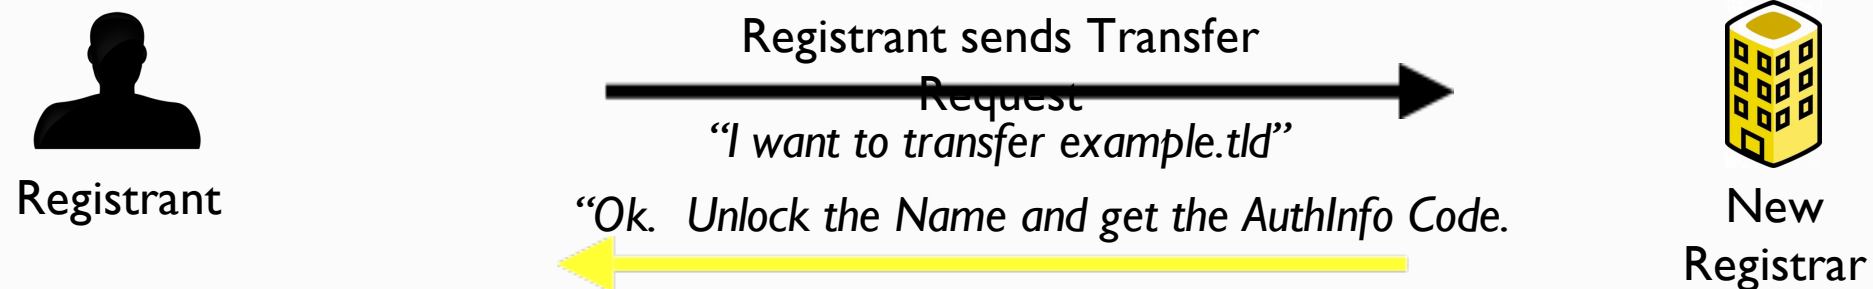 Registrant sends Transfer
Request
“I want to transfer example.tld”
Registrant
“Ok. Unlock the Name and get the AuthInfo Code.
New
Registrar